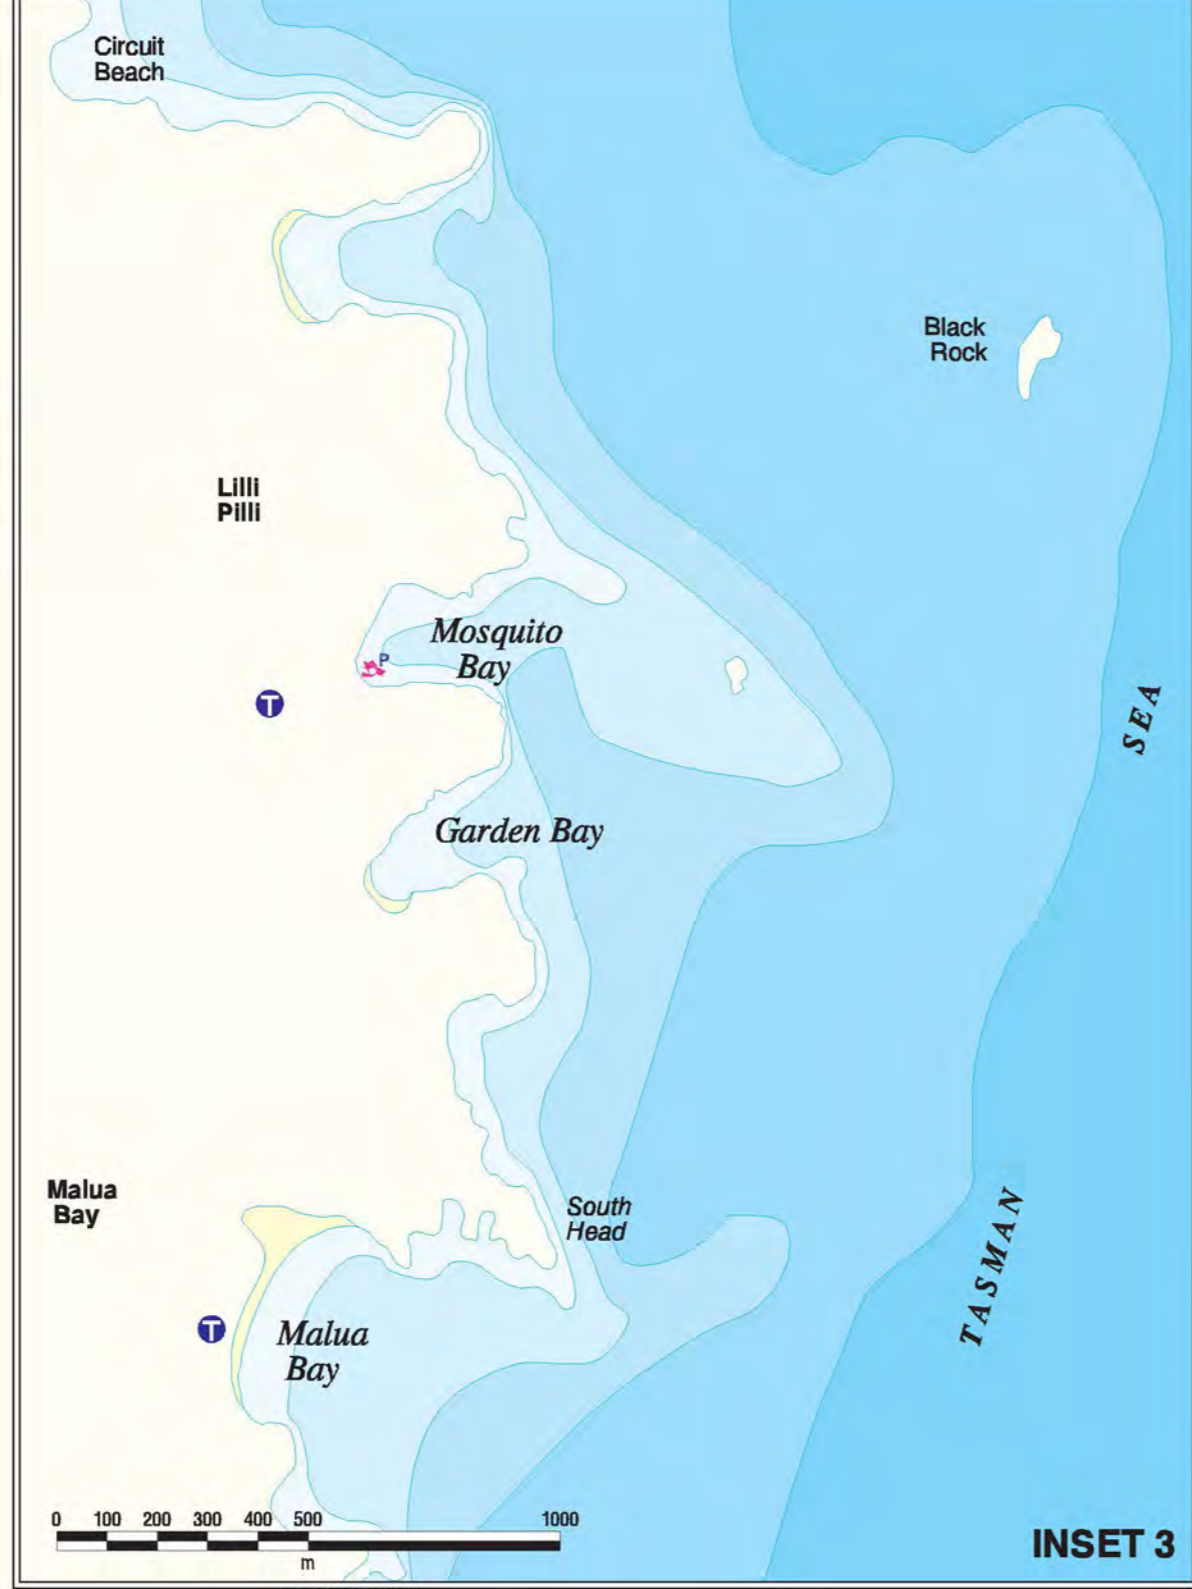 Circuit
Beach
Black
Rock
Lilli
Pilli
Mosquito
Bay
P
T
SEA
Garden Bay
Malua
Bay
South
Head
TASMAN
T
Malua
Bay
0 100 200 300 400 500 1000
m
INSET 3